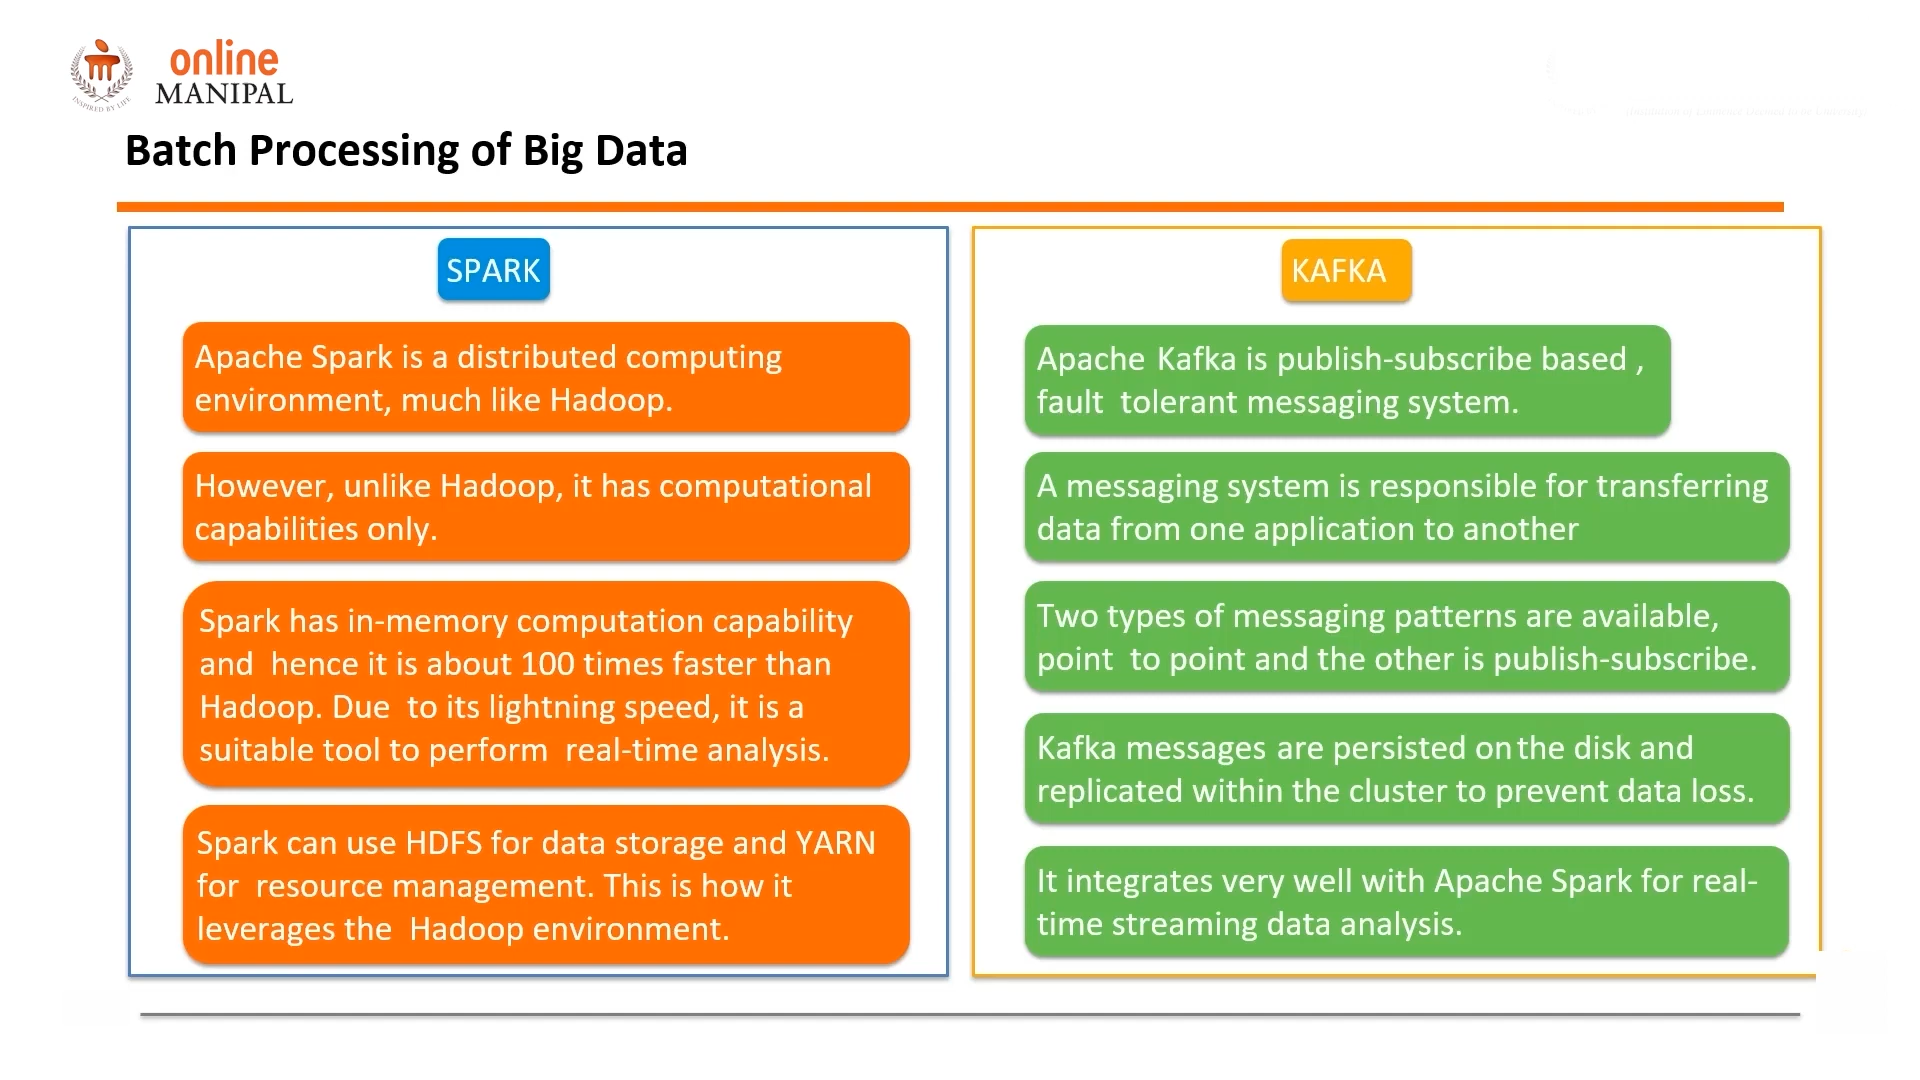 online
MANIPAL
INSPIRED BY LIFE
Batch Processing of Big Data
SPARK
Apache Spark is a distributed computing
environment, much like Hadoop.
However, unlike Hadoop, it has computational
capabilities only.
Spark has in-memory computation capability
and hence it is about 100 times faster than
Hadoop. Due to its lightning speed, it is a
suitable tool to perform real-time analysis.
Spark can use HDFS for data storage and YARN
for resource management. This is how it
leverages the Hadoop environment.
KAFKA
Apache Kafka is publish-subscribe based ,
fault tolerant messaging system.
A messaging system is responsible for transferring
data from one application to another
Two types of messaging patterns are available,
point to point and the other is publish-subscribe.
Kafka messages are persisted on the disk and
replicated within the cluster to prevent data loss.
It integrates very well with Apache Spark for real-
time streaming data analysis.